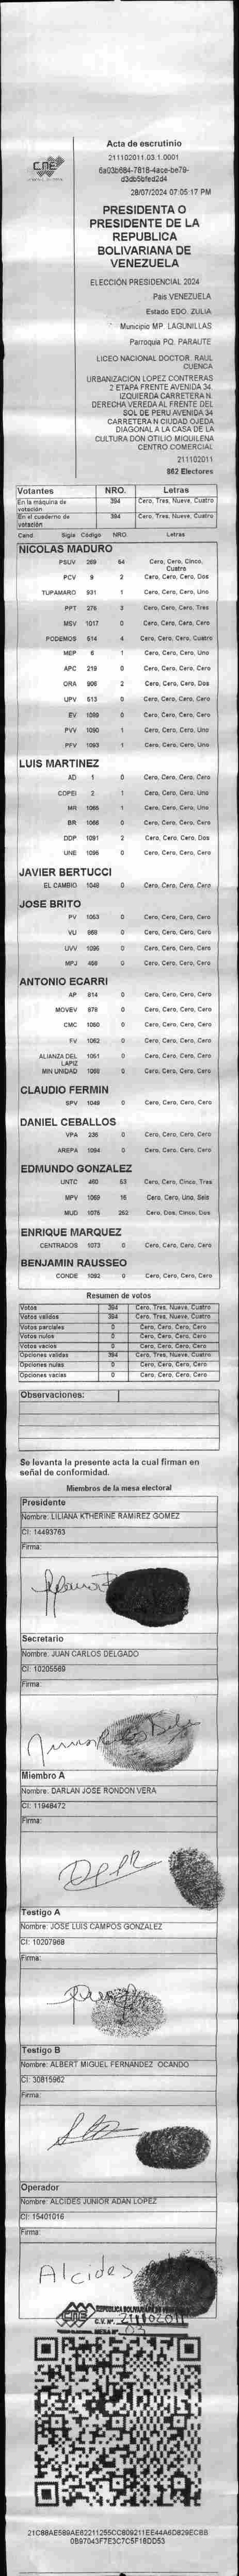 CNE
Acta de escrutinio
211102011.03.1.0001
6a03b684-7818-4ace-be79-
d3db5bfed2d4
28/07/2024 07:05:17 PM
PRESIDENTA O
PRESIDENTE DE LA
REPUBLICA
BOLIVARIANA DE
VENEZUELA
ELECCIÓN PRESIDENCIAL 2024
Pais VENEZUELA
Estado EDO. ZULIA
Municipio MP. LAGUNILLAS
Parroquia PQ. PARAUTE
LICEO NACIONAL DOCTOR. RAUL
CUENCA
URBANIZACION LOPEZ CONTRERAS
2 ETAPA FRENTE AVENIDA 34.
IZQUIERDA CARRETERA N.
DERECHA VEREDA AL FRENTE DEL
SOL DE PERU AVENIDA 34
CARRETERA N CIUDAD OJEDA
DIAGONAL A LA CASA DE LA
CULTURA DON OTILIO MIQUILENA
CENTRO COMERCIAL
211102011
862 Electores
Votantes NRO. Letras
En la máquina de votación 394 Cero, Tres, Nueve, Cuatro
En el cuaderno de votación 394 Cero, Tres, Nueve, Cuatro
Cand Sigla Código NRO. Letras
NICOLAS MADURO
PSUV 269 54 Cero, Cero, Cinco, Cuatro
PCV 9 2 Cero, Cero, Cero, Dos
TUPAMARO 931 1 Cero, Cero, Cero, Uno
PPT 276 3 Cero, Cero, Cero, Tres
MSV 1017 0 Cero, Cero, Cero, Cero
PODEMOS 514 4 Cero, Cero, Cero, Cuatro
MEP 6 1 Cero, Cero, Cero, Uno
APC 219 0 Cero, Cero, Cero, Cero
ORA 906 2 Cero, Cero, Cero, Dos
UPV 513 0 Cero, Cero, Cero, Cero
EV 1089 0 Cero, Cero, Cero, Cero
PVV 1090 1 Cero, Cero, Cero, Uno
PFV 1093 1 Cero, Cero, Cero, Uno
LUIS MARTINEZ
AD 1 0 Cero, Cero, Cero, Cero
COPEI 2 1 Cero, Cero, Cero, Uno
MR 1065 1 Cero, Cero, Cero, Uno
BR 1066 0 Cero, Cero, Cero, Cero
DDP 1091 2 Cero, Cero, Cero, Dos
UNE 1095 0 Cero, Cero, Cero, Cero
JAVIER BERTUCCI
EL CAMBIO 1048 0 Cero, Cero, Cero, Cero
JOSE BRITO
PV 1053 0 Cero, Cero, Cero, Cero
VU 868 0 Cero, Cero, Cero, Cero
UVV 1096 0 Cero, Cero, Cero, Cero
MPJ 468 0 Cero, Cero, Cero, Cero
ANTONIO ECARRI
AP 814 0 Cero, Cero, Cero, Cero
MOVEV 978 0 Cero, Cero, Cero, Cero
CMC 1050 0 Cero, Cero, Cero, Cero
FV 1062 0 Cero, Cero, Cero, Cero
ALIANZA DEL LAPIZ 1051 0 Cero, Cero, Cero, Cero
MIN UNIDAD 1088 0 Cero, Cero, Cero, Cero
CLAUDIO FERMIN
SPV 1049 0 Cero, Cero, Cero, Cero
DANIEL CEBALLOS
VPA 236 0 Cero, Cero, Cero, Cero
AREPA 1094 0 Cero, Cero, Cero, Cero
EDMUNDO GONZALEZ
UNTC 460 53 Cero, Cero, Cinco, Tres
MPV 1069 16 Cero, Cero, Uno, Seis
MUD 1076 252 Cero, Dos, Cinco, Dos
ENRIQUE MARQUEZ
CENTRADOS 1073 0 Cero, Cero, Cero, Cero
BENJAMIN RAUSSEO
CONDE 1092 0 Cero, Cero, Cero, Cero
Resumen de votos
Votos 394 Cero, Tres, Nueve, Cuatro
Votos validos 394 Cero, Tres, Nueve, Cuatro
Votos parciales 0 Cero, Cero, Cero, Cero
Votos nulos 0 Cero, Cero, Cero, Cero
Votos vacíos 0 Cero, Cero, Cero, Cero
Opciones validas 394 Cero, Tres, Nueve, Cuatro
Opciones nulas 0 Cero, Cero, Cero, Cero
Opciones vacías 0 Cero, Cero, Cero, Cero
Observaciones:
Se levanta la presente acta la cual firman en
señal de conformidad.
Miembros de la mesa electoral
Presidente
Nombre: LILIANA KTHERINE RAMIREZ GOMEZ
CI: 14493763
Firma:
Secretario
Nombre: JUAN CARLOS DELGADO
CI: 10205569
Firma:
Miembro A
Nombre: DARLAN JOSE RONDON VERA
CI: 11948472
Firma:
Testigo A
Nombre: JOSE LUIS CAMPOS GONZALEZ
CI: 10207968
Firma:
Testigo B
Nombre: ALBERT MIGUEL FERNANDEZ OCANDO
CI: 30815962
Firma:
Operador
Nombre: ALCIDES JUNIOR ADAN LOPEZ
CI: 15401016
Firma:
Alcides
CNE REPUBLICA BOLIVARIANA DE
C.V. Nº. 211102011
MESA Nº 03
21C88AE589AE62211255CC809211EE44A6D829ECBB
0B97043F7E3C7C5F18DD53